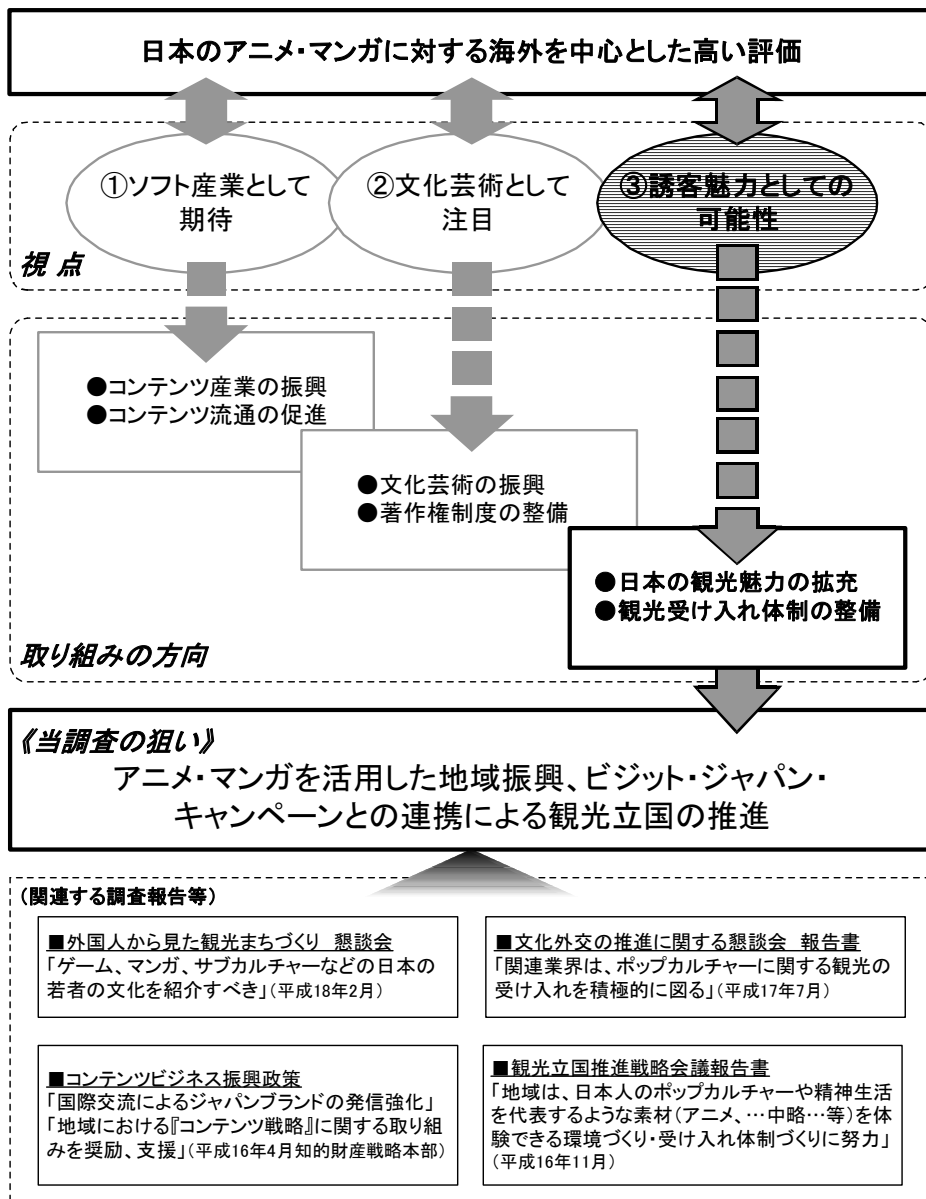 日本のアニメ・マンガに対する海外を中心とした高い評価
①ソフト産業として
期待
②文化芸術として
注目
③誘客魅力としての
可能性
視 点
●コンテンツ産業の振興
●コンテンツ流通の促進
●文化芸術の振興
●著作権制度の整備
●日本の観光魅力の拡充
●観光受け入れ体制の整備
取り組みの方向
《当調査の狙い》
アニメ・マンガを活用した地域振興、ビジット・ジャパン・
キャンペーンとの連携による観光立国の推進
(関連する調査報告等)
■外国人から見た観光まちづくり 懇談会
「ゲーム、マンガ、サブカルチャーなどの日本の
若者の文化を紹介すべき」(平成18年2月)
■文化外交の推進に関する懇談会 報告書
「関連業界は、ポップカルチャーに関する観光の
受け入れを積極的に図る」(平成17年7月)
■コンテンツビジネス振興政策
「国際交流によるジャパンブランドの発信強化」
「地域における『コンテンツ戦略』に関する取り組
みを奨励、支援」(平成16年4月知的財産戦略本部)
■観光立国推進戦略会議報告書
「地域は、日本人のポップカルチャーや精神生活
を代表するような素材(アニメ、…中略…等)を体
験できる環境づくり・受け入れ体制づくりに努力」
(平成16年11月)